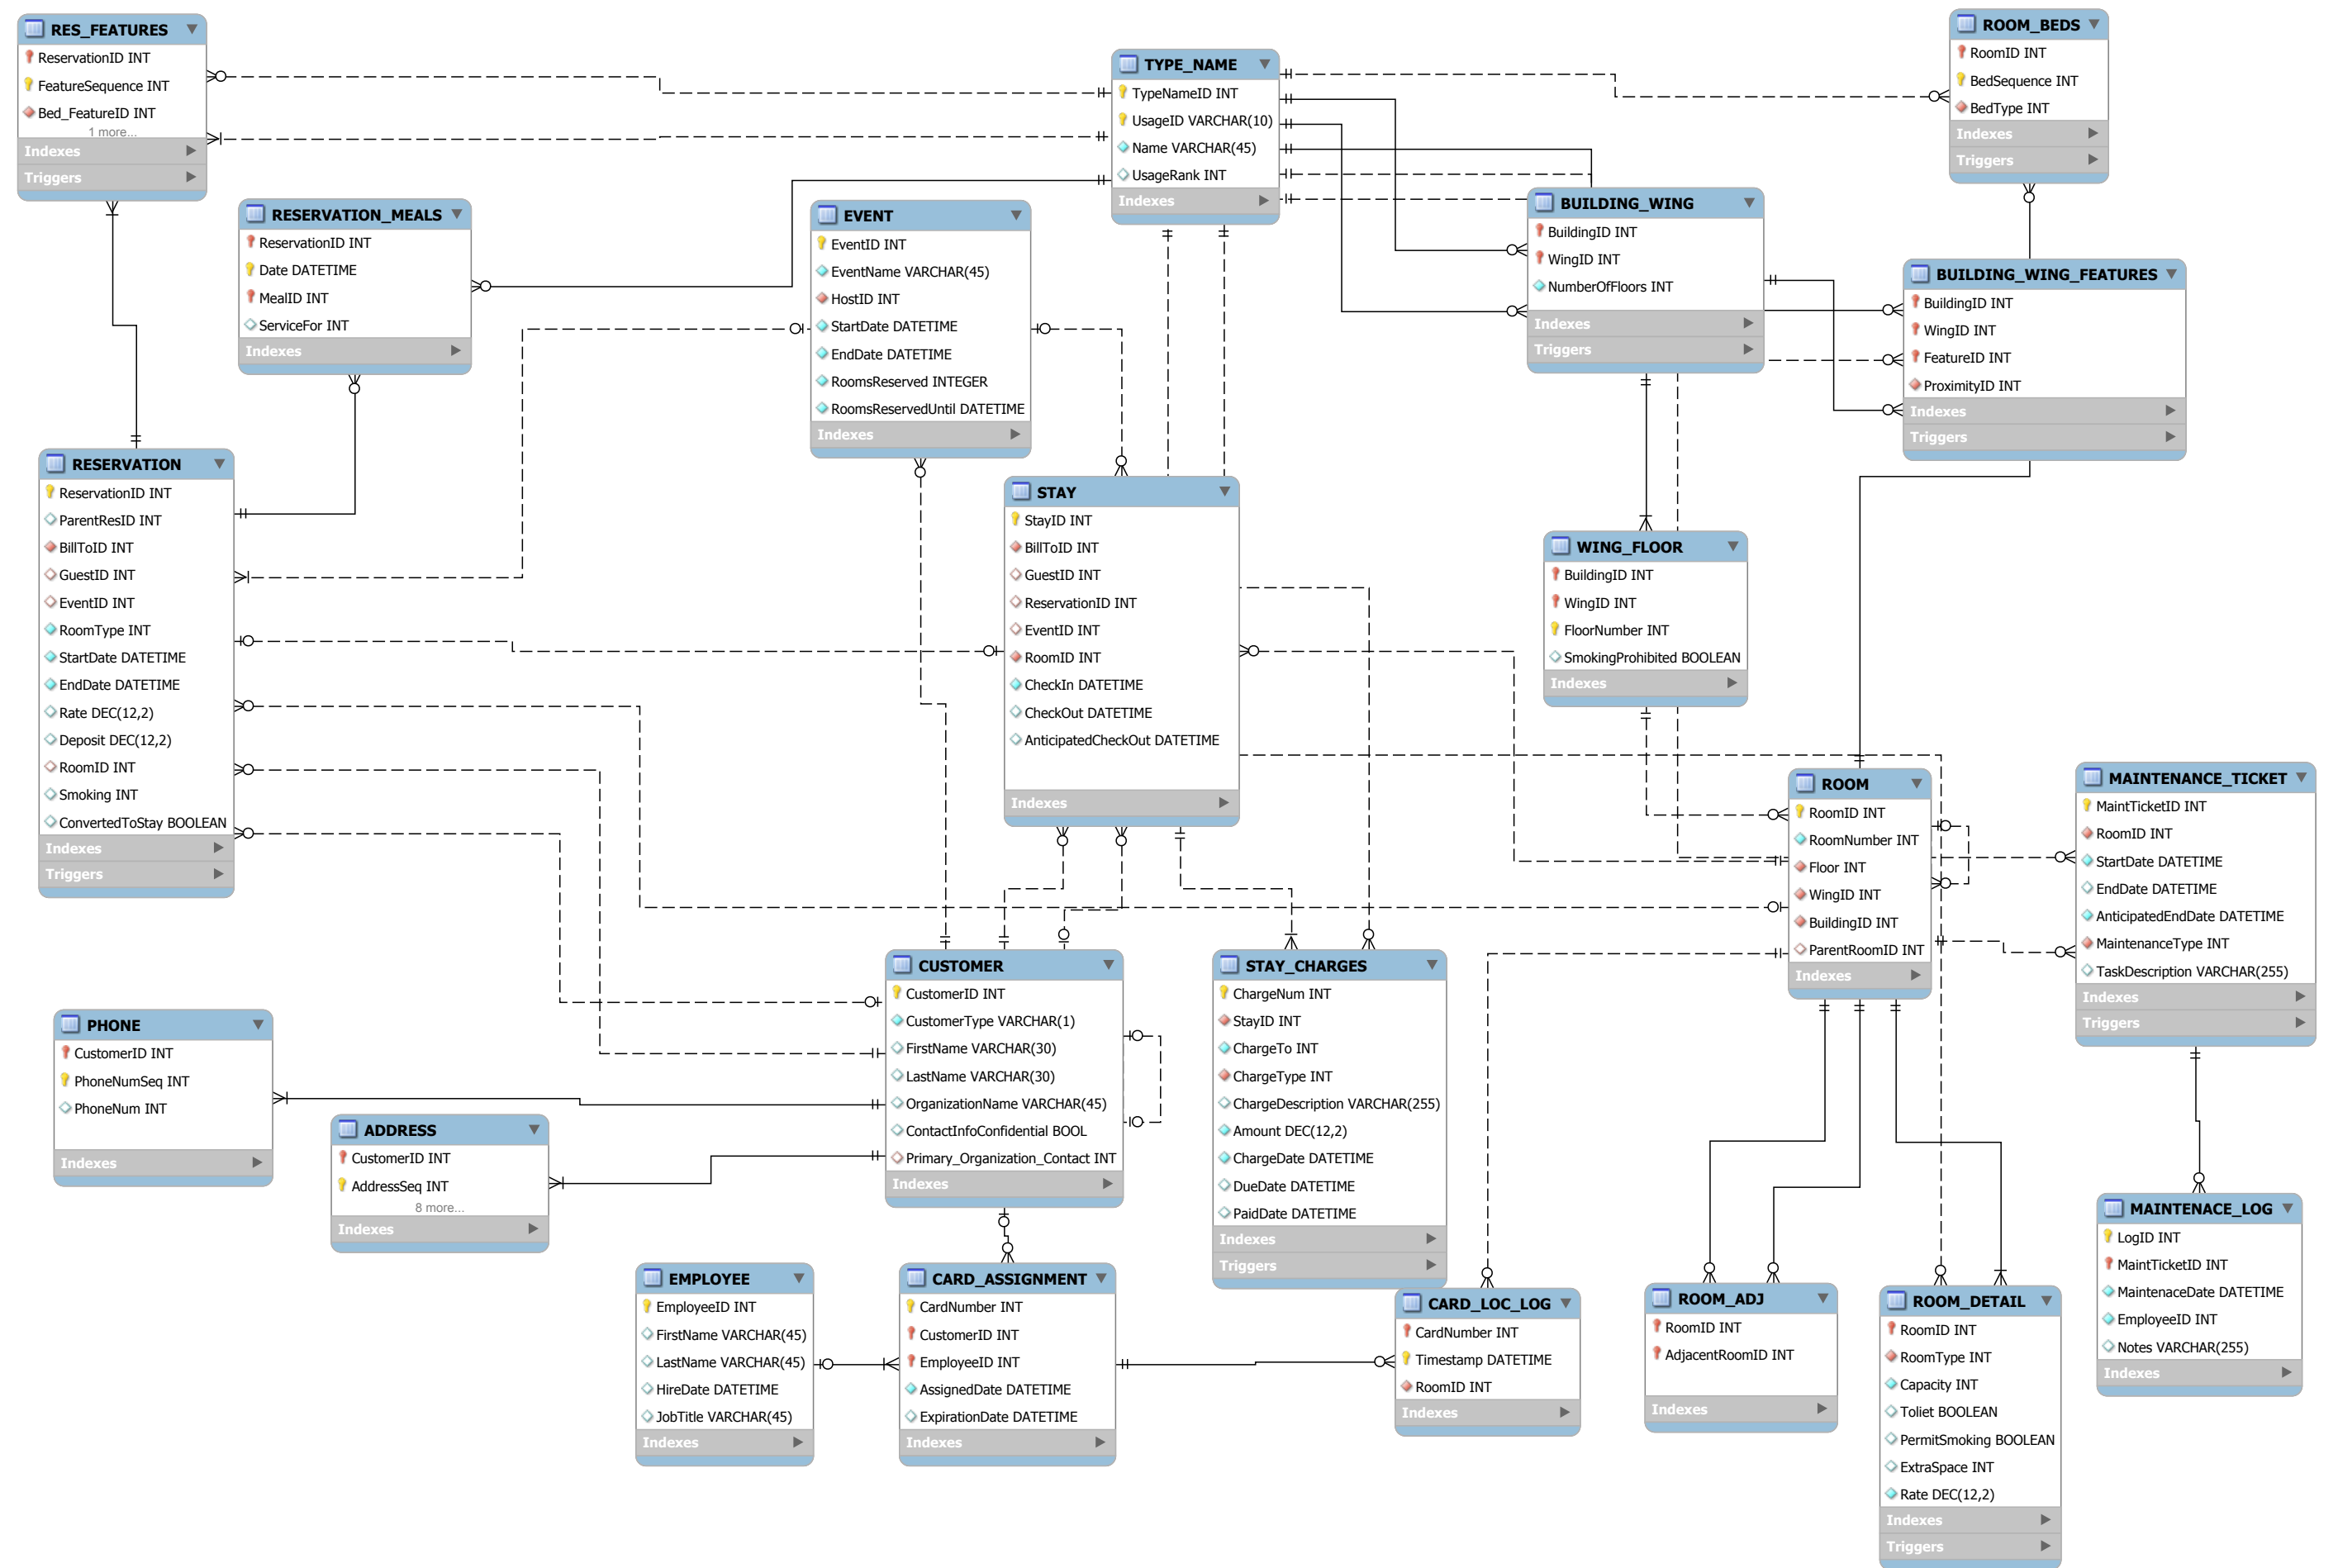 RES_FEATURES
ReservationID INT
FeatureSequence INT
Bed_FeatureID INT
1 more...
Indexes
Triggers
TYPE_NAME
TypeNameID INT
UsageID VARCHAR(10)
Name VARCHAR(45)
UsageRank INT
Indexes
ROOM_BEDS
RoomID INT
BedSequence INT
BedType INT
Indexes
Triggers
RESERVATION_MEALS
ReservationID INT
Date DATETIME
MealID INT
ServiceFor INT
Indexes
EVENT
EventID INT
EventName VARCHAR(45)
HostID INT
StartDate DATETIME
EndDate DATETIME
RoomsReserved INTEGER
RoomsReservedUntil DATETIME
Indexes
BUILDING_WING
BuildingID INT
WingID INT
NumberOfFloors INT
Indexes
Triggers
BUILDING_WING_FEATURES
BuildingID INT
WingID INT
FeatureID INT
ProximityID INT
Indexes
Triggers
RESERVATION
ReservationID INT
ParentResID INT
BillToID INT
GuestID INT
EventID INT
RoomType INT
StartDate DATETIME
EndDate DATETIME
Rate DEC(12,2)
Deposit DEC(12,2)
RoomID INT
Smoking INT
ConvertedToStay BOOLEAN
Indexes
Triggers
STAY
StayID INT
BillToID INT
GuestID INT
ReservationID INT
EventID INT
RoomID INT
CheckIn DATETIME
CheckOut DATETIME
AnticipatedCheckOut DATETIME
Indexes
WING_FLOOR
BuildingID INT
WingID INT
FloorNumber INT
SmokingProhibited BOOLEAN
Indexes
ROOM
RoomID INT
RoomNumber INT
Floor INT
WingID INT
BuildingID INT
ParentRoomID INT
Indexes
MAINTENANCE_TICKET
MaintTicketID INT
RoomID INT
StartDate DATETIME
EndDate DATETIME
AnticipatedEndDate DATETIME
MaintenanceType INT
TaskDescription VARCHAR(255)
Indexes
Triggers
CUSTOMER
CustomerID INT
CustomerType VARCHAR(1)
FirstName VARCHAR(30)
LastName VARCHAR(30)
OrganizationName VARCHAR(45)
ContactInfoConfidential BOOL
Primary_Organization_Contact INT
Indexes
STAY_CHARGES
ChargeNum INT
StayID INT
ChargeTo INT
ChargeType INT
ChargeDescription VARCHAR(255)
Amount DEC(12,2)
ChargeDate DATETIME
DueDate DATETIME
PaidDate DATETIME
Indexes
Triggers
PHONE
CustomerID INT
PhoneNumSeq INT
PhoneNum INT
Indexes
ADDRESS
CustomerID INT
AddressSeq INT
8 more...
Indexes
EMPLOYEE
EmployeeID INT
FirstName VARCHAR(45)
LastName VARCHAR(45)
HireDate DATETIME
JobTitle VARCHAR(45)
Indexes
CARD_ASSIGNMENT
CardNumber INT
CustomerID INT
EmployeeID INT
AssignedDate DATETIME
ExpirationDate DATETIME
Indexes
CARD_LOC_LOG
CardNumber INT
Timestamp DATETIME
RoomID INT
Indexes
ROOM_ADJ
RoomID INT
AdjacentRoomID INT
Indexes
ROOM_DETAIL
RoomID INT
RoomType INT
Capacity INT
Toliet BOOLEAN
PermitSmoking BOOLEAN
ExtraSpace INT
Rate DEC(12,2)
Indexes
Triggers
MAINTENACE_LOG
LogID INT
MaintTicketID INT
MaintenaceDate DATETIME
EmployeeID INT
Notes VARCHAR(255)
Indexes